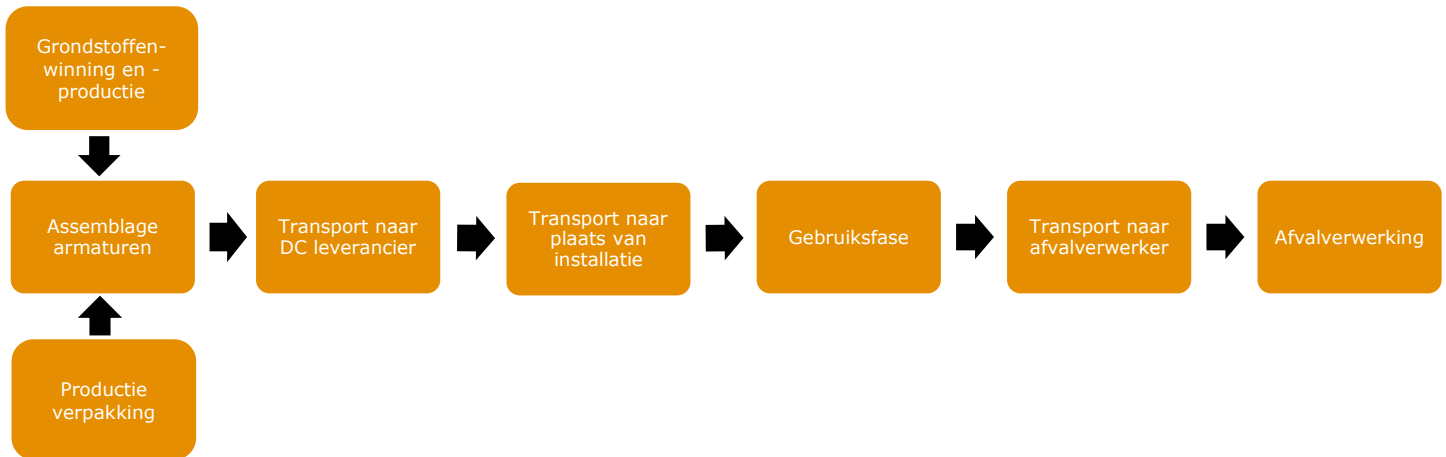 Grondstoffen-
winning en -
productie
Assemblage
armaturen
Transport naar
DC leverancier
Transport naar
plaats van
installatie
Gebruiksfase
Transport naar
afvalverwerker
Afvalverwerking
Productie
verpakking